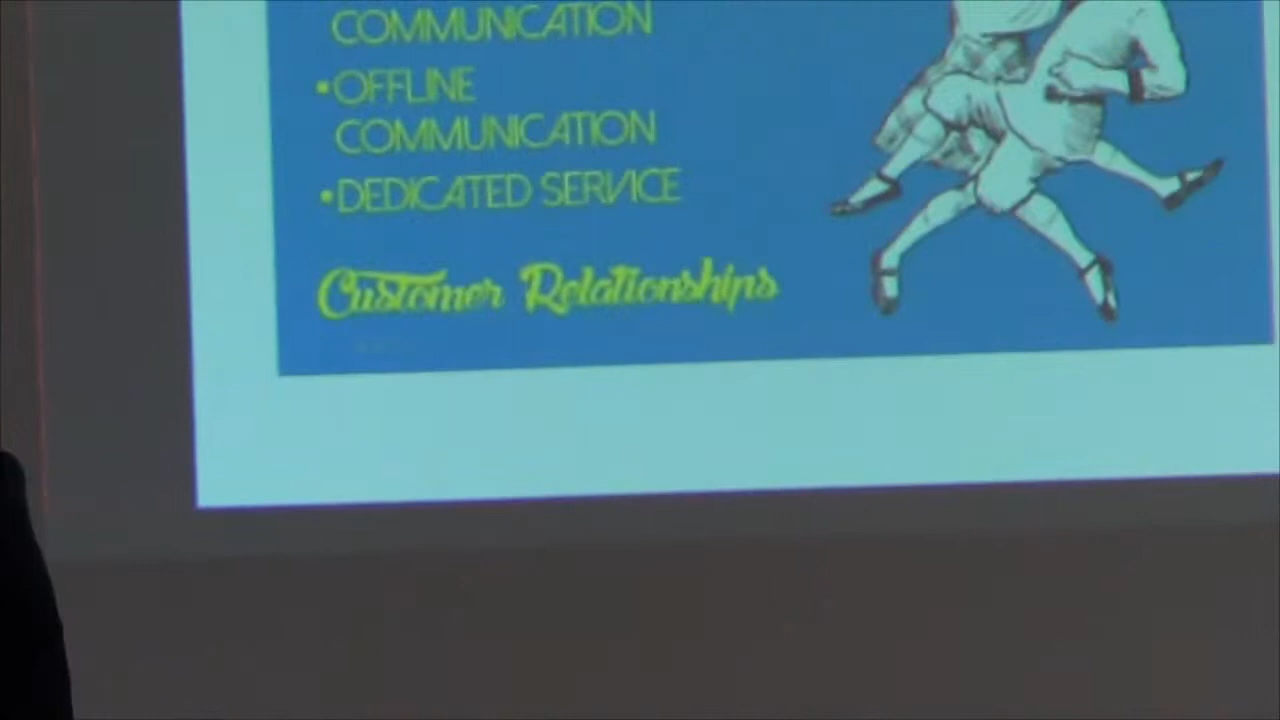 COMMUNICATION
•OFFLINE
COMMUNICATION
•DEDICATED SERVICE
Customer Relationships